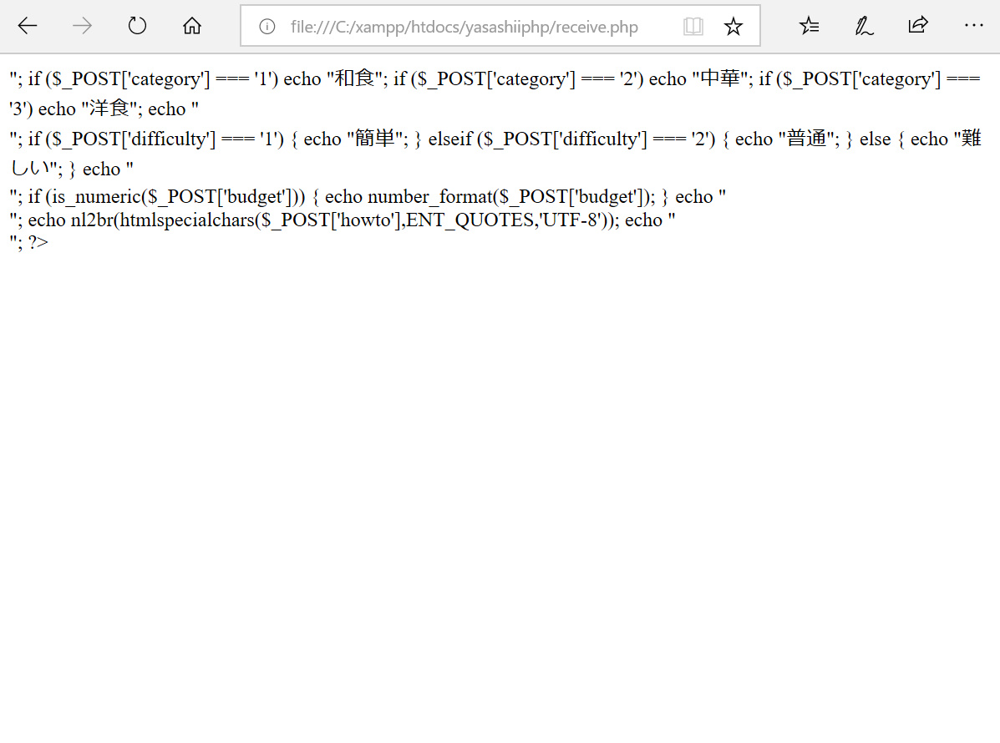 file:///C:/xampp/htdocs/yasashiiphp/receive.php
"; if ($_POST['category'] === '1') echo "和食"; if ($_POST['category'] === '2') echo "中華"; if ($_POST['category'] ===
'3') echo "洋食"; echo "
"; if ($_POST['difficulty'] === '1') { echo "簡単"; } elseif ($_POST['difficulty'] === '2') { echo "普通"; } else { echo "難
しい"; } echo "
"; if (is_numeric($_POST['budget'])) { echo number_format($_POST['budget']); } echo "
"; echo nl2br(htmlspecialchars($_POST['howto'],ENT_QUOTES,'UTF-8')); echo "
"; ?>